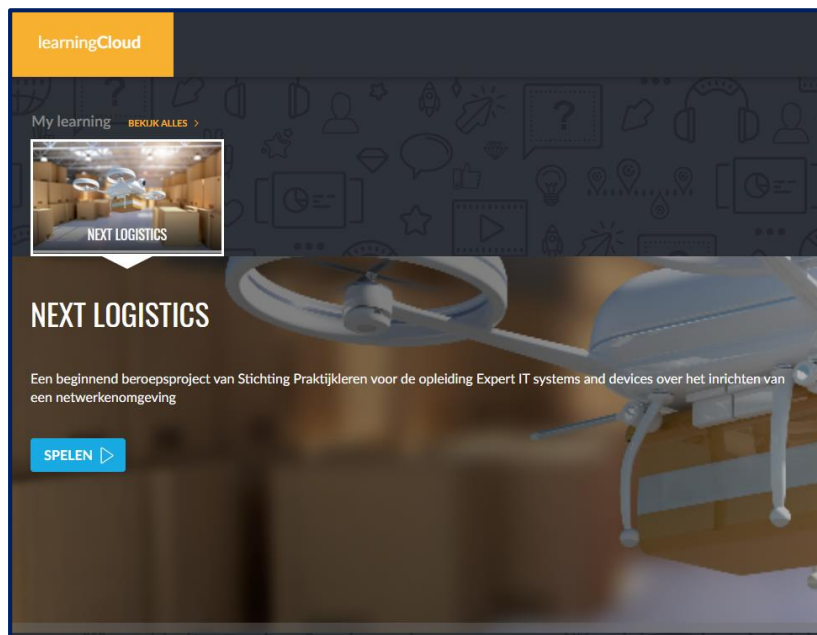 learningCloud
My learning BEKIJK ALLES >
NEXT LOGISTICS
NEXT LOGISTICS
Een beginnend beroepsproject van Stichting Praktijkleren voor de opleiding Expert IT systems and devices over het inrichten van
een netwerkenomgeving
SPELEN